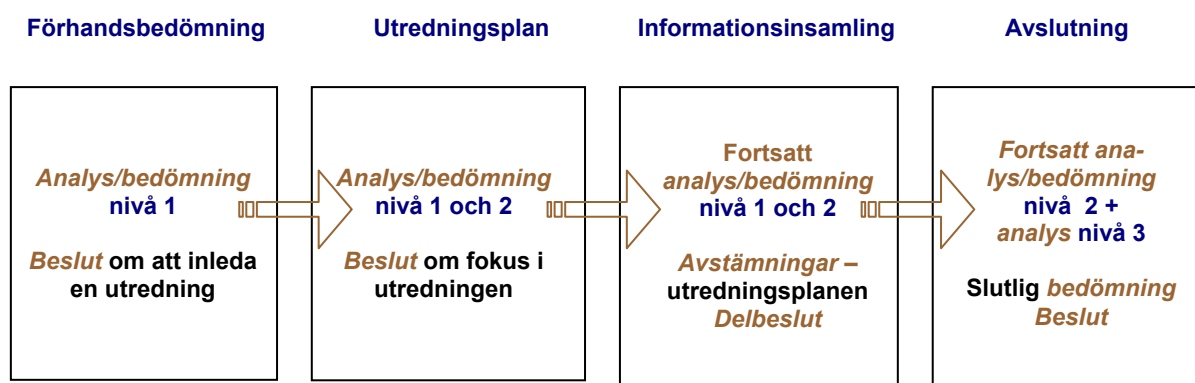 Förhandsbedömning
Utredningsplan
Informationsinsamling
Avslutning
Analys/bedömning
nivå 1
Beslut om att inleda
en utredning
Analys/bedömning
nivå 1 och 2
Beslut om fokus i
utredningen
Fortsatt
analys/bedömning
nivå 1 och 2
Avstämningar –
utredningsplanen
Delbeslut
Fortsatt ana-
lys/bedömning
nivå 2 +
analys nivå 3
Slutlig bedömning
Beslut